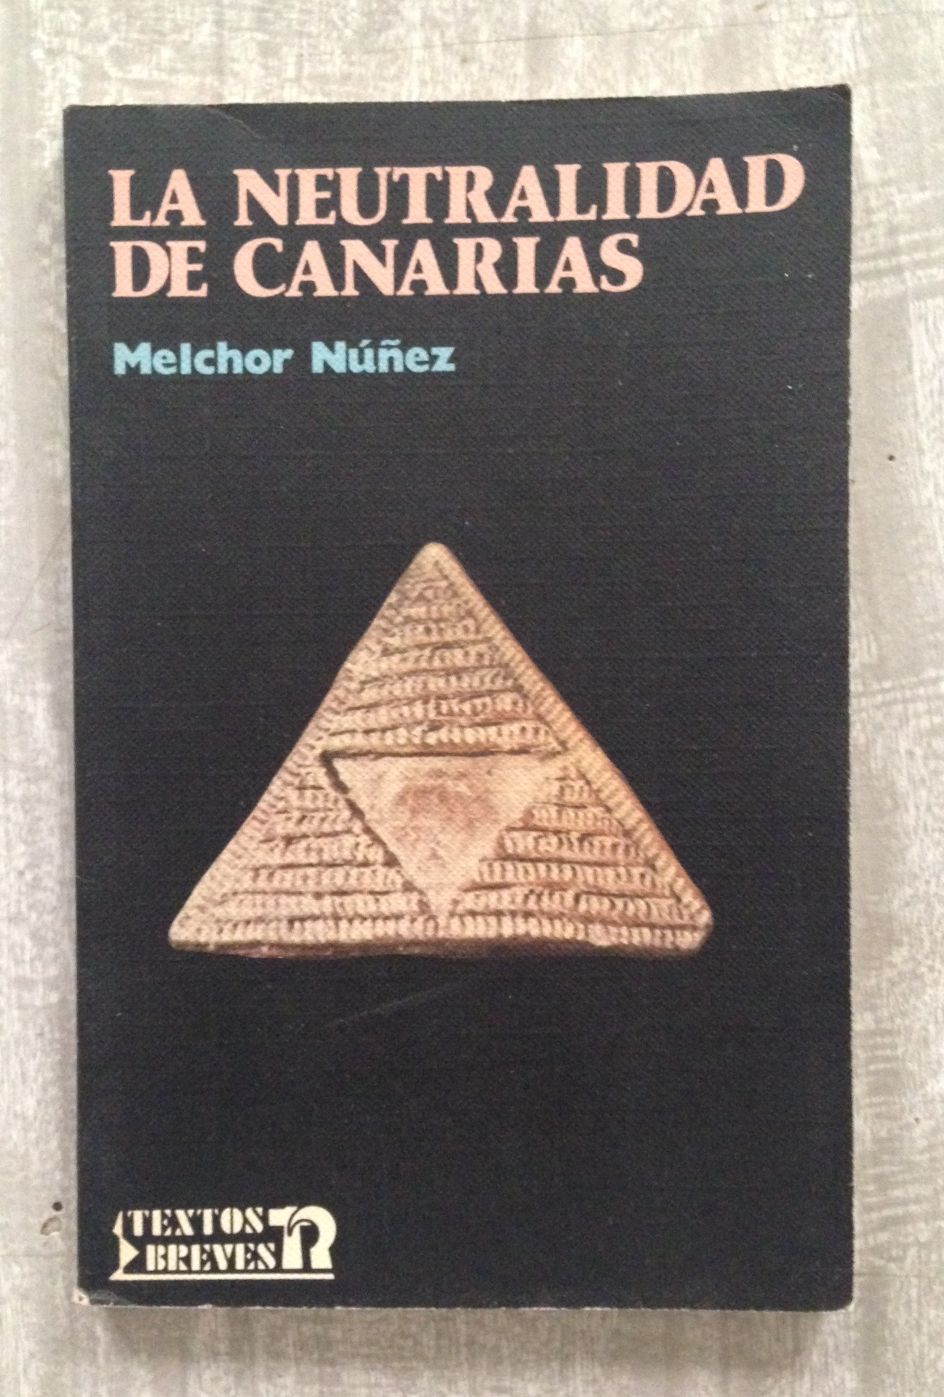 LA NEUTRALIDAD
DE CANARIAS
Melchor Núñez
TEXTOS
BREVES